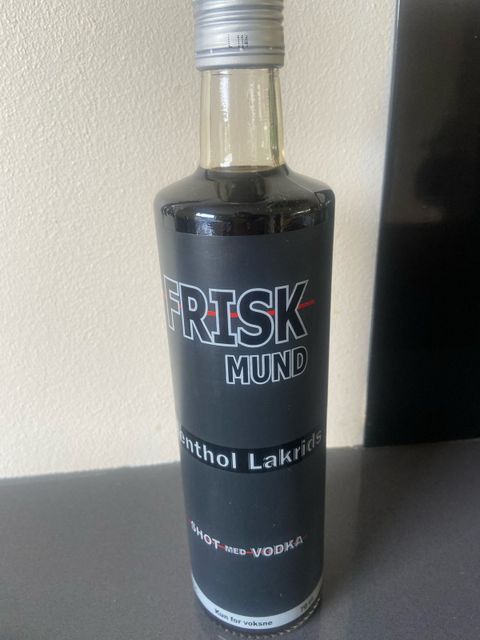 FRISK
MUND
enthol Lakrids
SHOT MED VODKA
Kun for voksne